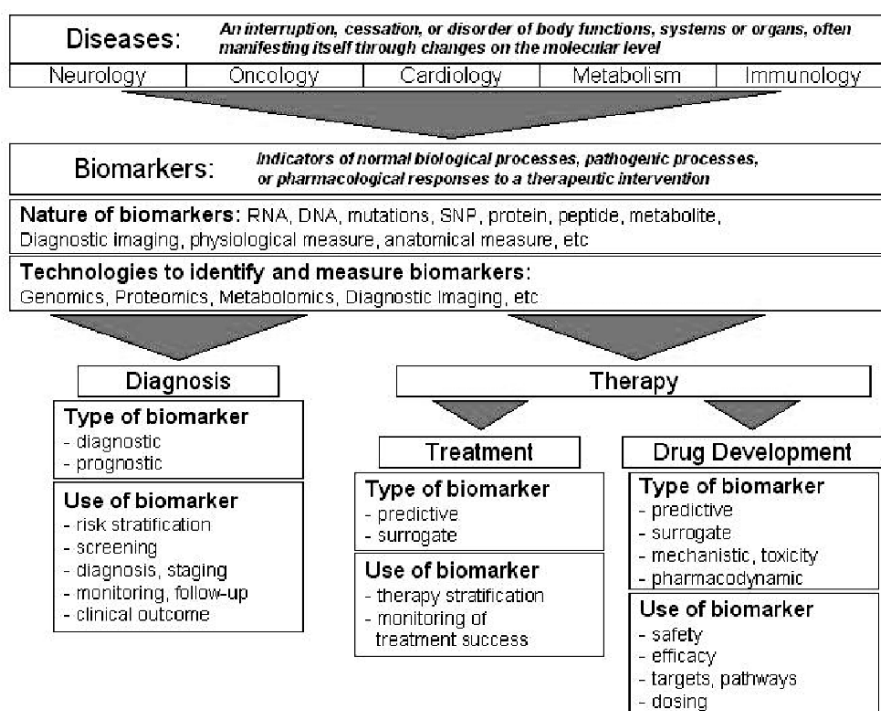 Diseases: An interruption, cessation, or disorder of body functions, systems or organs, often
manifesting itself through changes on the molecular level
Neurology Oncology Cardiology Metabolism Immunology
Biomarkers: Indicators of normal biological processes, pathogenic processes,
or pharmacological responses to a therapeutic intervention
Nature of biomarkers: RNA, DNA, mutations, SNP, protein, peptide, metabolite,
Diagnostic imaging, physiological measure, anatomical measure, etc
Technologies to identify and measure biomarkers:
Genomics, Proteomics, Metabolomics, Diagnostic Imaging, etc
Diagnosis
Type of biomarker
- diagnostic
- prognostic
Use of biomarker
- risk stratification
- screening
- diagnosis, staging
- monitoring, follow-up
- clinical outcome
Therapy
Treatment
Type of biomarker
- predictive
- surrogate
Use of biomarker
- therapy stratification
- monitoring of
treatment success
Drug Development
Type of biomarker
- predictive
- surrogate
- mechanistic, toxicity
- pharmacodynamic
Use of biomarker
- safety
- efficacy
- targets, pathways
- dosing